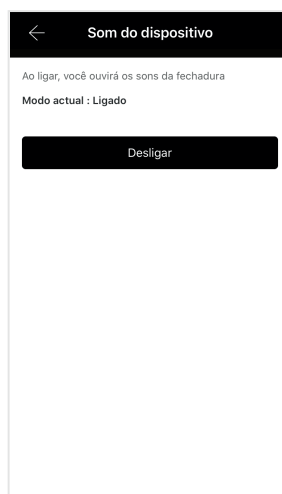 Som do dispositivo
Ao ligar, você ouvirá os sons da fechadura
Modo actual : Ligado
Desligar